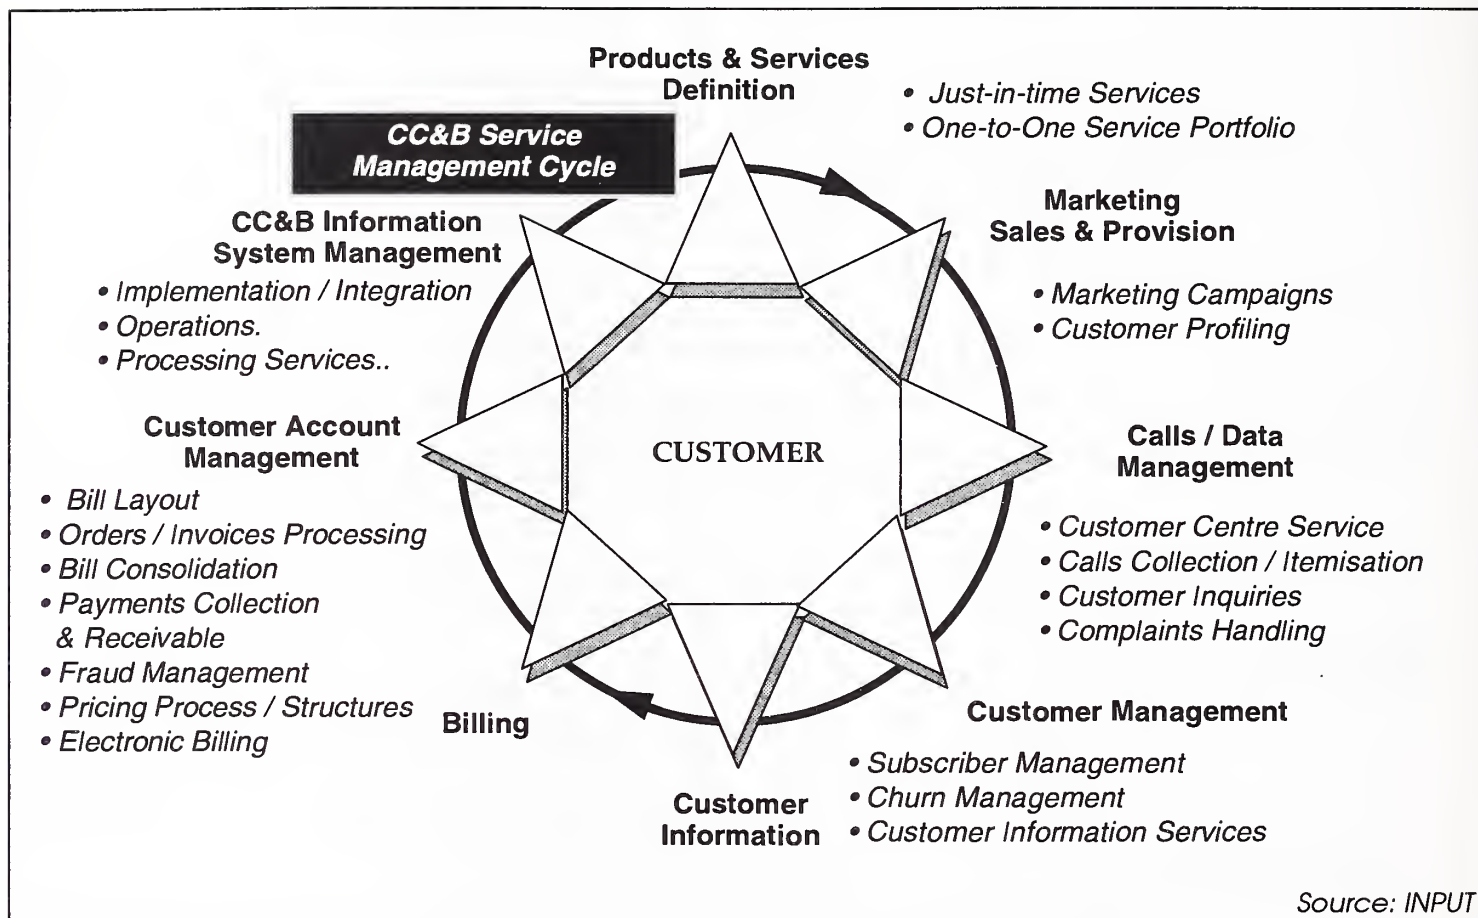 Products & Services
Definition
• Just-in-time Services
• One-to-One Service Portfolio
CC&B Service
Management Cycle
Marketing
Sales & Provision
• Marketing Campaigns
• Customer Profiling
CC&B Information
System Management
• Implementation / Integration
• Operations.
• Processing Services..
CUSTOMER
Calls / Data
Management
• Customer Centre Service
• Calls Collection / Itemisation
• Customer Inquiries
• Complaints Handling
Customer Account
Management
• Bill Layout
• Orders / Invoices Processing
• Bill Consolidation
• Payments Collection
& Receivable
• Fraud Management
• Pricing Process / Structures
• Electronic Billing
Billing
Customer Management
• Subscriber Management
• Churn Management
• Customer Information Services
Customer
Information
Source: INPUT